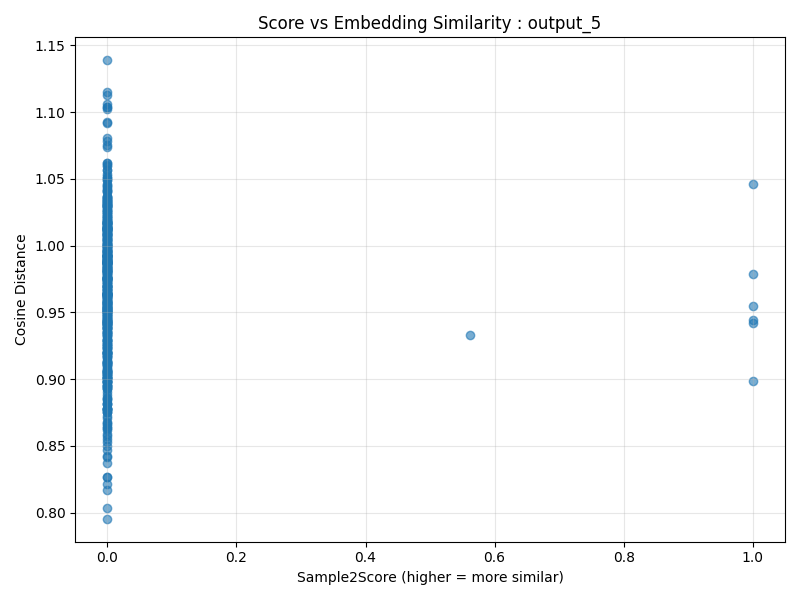 Score vs Embedding Similarity : output_5
1.15
1.10
1.05
1.00
0.95
0.90
0.85
0.80
Cosine Distance
0.0 0.2 0.4 0.6 0.8 1.0
Sample2Score (higher = more similar)